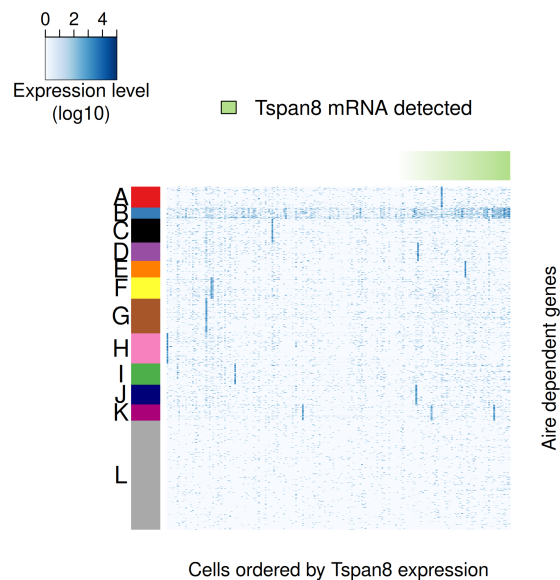 0 2 4
Expression level
(log10)
Tspan8 mRNA detected
A
B
C
D
E
F
G
H
I
J
K
L
Aire dependent genes
Cells ordered by Tspan8 expression